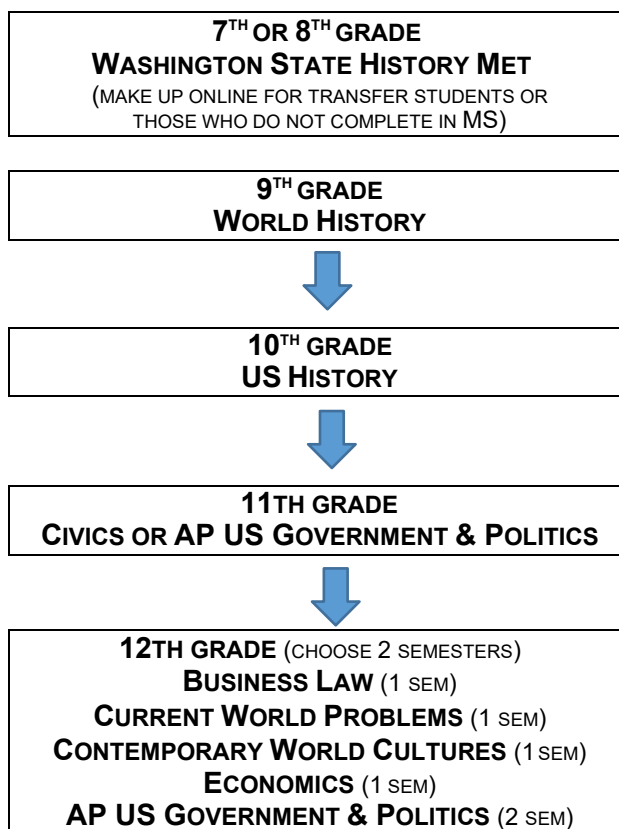 7TH OR 8TH GRADE
WASHINGTON STATE HISTORY MET
(MAKE UP ONLINE FOR TRANSFER STUDENTS OR
THOSE WHO DO NOT COMPLETE IN MS)
9TH GRADE
WORLD HISTORY
10TH GRADE
US HISTORY
11TH GRADE
CIVICS OR AP US GOVERNMENT & POLITICS
12TH GRADE (CHOOSE 2 SEMESTERS)
BUSINESS LAW (1 SEM)
CURRENT WORLD PROBLEMS (1 SEM)
CONTEMPORARY WORLD CULTURES (1 SEM)
ECONOMICS (1 SEM)
AP US GOVERNMENT & POLITICS (2 SEM)